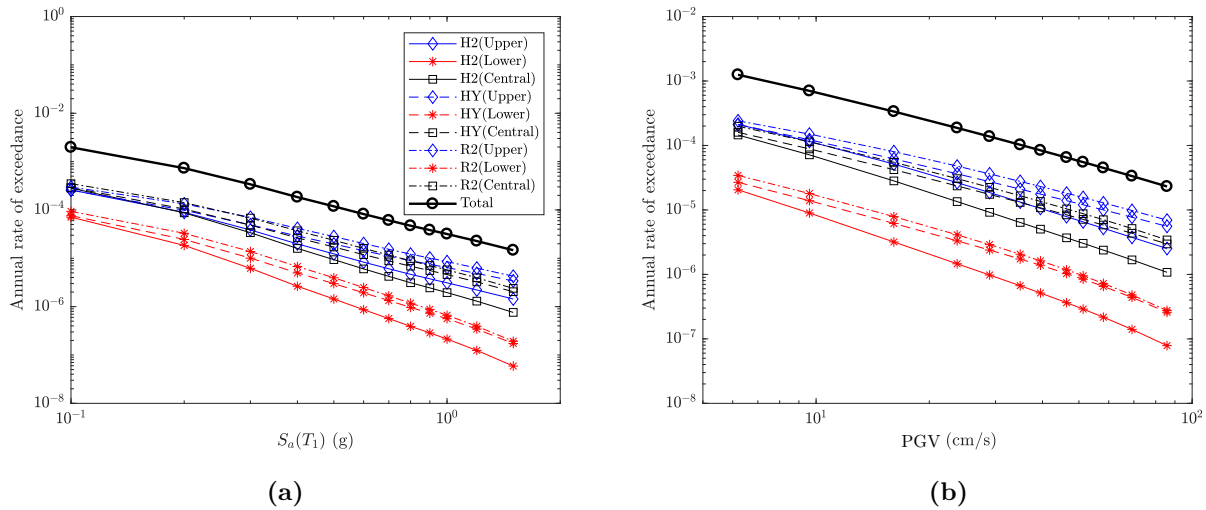 10^0
10^-2
10^-4
10^-6
10^-8
Annual rate of exceedance
10^-1
10^0
S_a(T_1) (g)
H2(Upper)
H2(Lower)
H2(Central)
HY(Upper)
HY(Lower)
HY(Central)
R2(Upper)
R2(Lower)
R2(Central)
Total
(a)
10^-2
10^-3
10^-4
10^-5
10^-6
10^-7
10^-8
Annual rate of exceedance
10^1
10^2
PGV (cm/s)
(b)